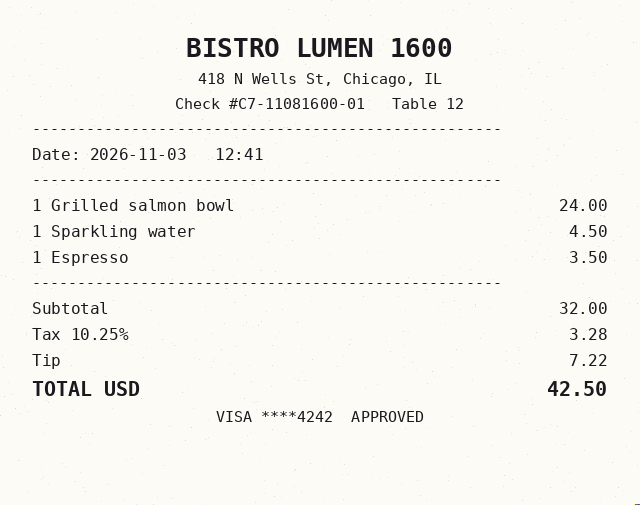 BISTRO LUMEN 1600
418 N Wells St, Chicago, IL
Check #C7-11081600-01   Table 12
----------------------------------------------------
Date: 2026-11-03   12:41
----------------------------------------------------
1 Grilled salmon bowl 24.00
1 Sparkling water 4.50
1 Espresso 3.50
----------------------------------------------------
Subtotal 32.00
Tax 10.25% 3.28
Tip 7.22
TOTAL USD 42.50
VISA ****4242  APPROVED